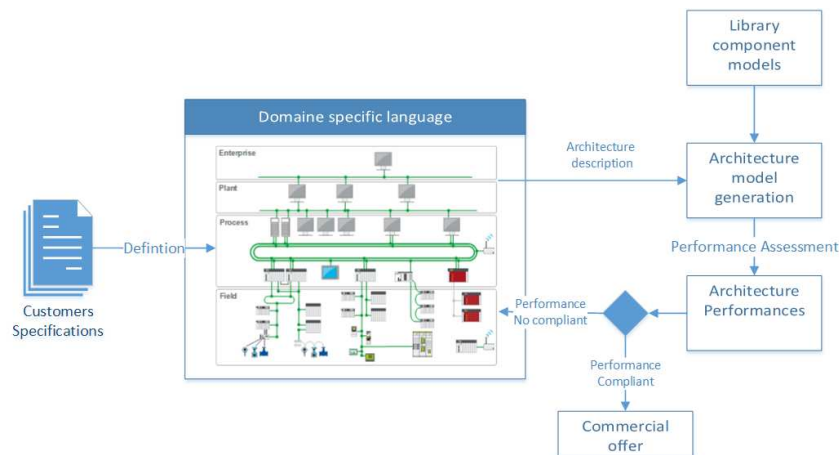 Library
component
models
Domaine specific language
Enterprise
Plant
Process
Field
Architecture
description
Architecture
model
generation
Defintion
Customers
Specifications
Performance Assessment
Architecture
Performances
Performance
No compliant
Performance
Compliant
Commercial
offer